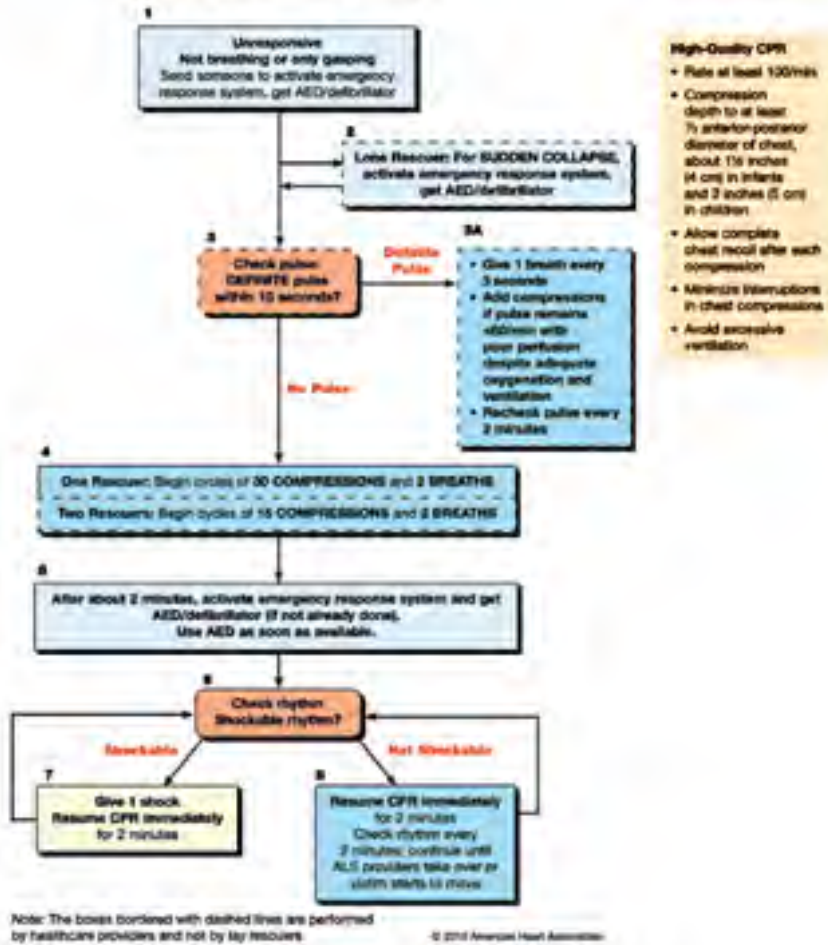 1
Unresponsive
Not breathing or only gasping
Send someone to activate emergency
response system, get AED/defibrillator
2
Lone Rescuer: For SUDDEN COLLAPSE,
activate emergency response system,
get AED/defibrillator
3
Check pulse:
DEFINITE pulse
within 10 seconds?
Definite
Pulse
3A
• Give 1 breath every
3 seconds
• Add compressions
if pulse remains
<60/min with
poor perfusion
despite adequate
oxygenation and
ventilation
• Recheck pulse every
2 minutes
No Pulse
4
One Rescuer: Begin cycles of 30 COMPRESSIONS and 2 BREATHS
Two Rescuers: Begin cycles of 15 COMPRESSIONS and 2 BREATHS
5
After about 2 minutes, activate emergency response system and get
AED/defibrillator (if not already done).
Use AED as soon as available.
6
Check rhythm
Shockable rhythm?
Shockable
Not Shockable
7
Give 1 shock
Resume CPR immediately
for 2 minutes
8
Resume CPR immediately
for 2 minutes
Check rhythm every
2 minutes; continue until
ALS providers take over or
victim starts to move
High-Quality CPR
• Rate at least 100/min
• Compression
depth to at least
⅓ anterior-posterior
diameter of chest,
about 1½ inches
(4 cm) in infants
and 2 inches (5 cm)
in children
• Allow complete
chest recoil after each
compression
• Minimize interruptions
in chest compressions
• Avoid excessive
ventilation
Note: The boxes bordered with dashed lines are performed
by healthcare providers and not by lay rescuers
© 2010 American Heart Association